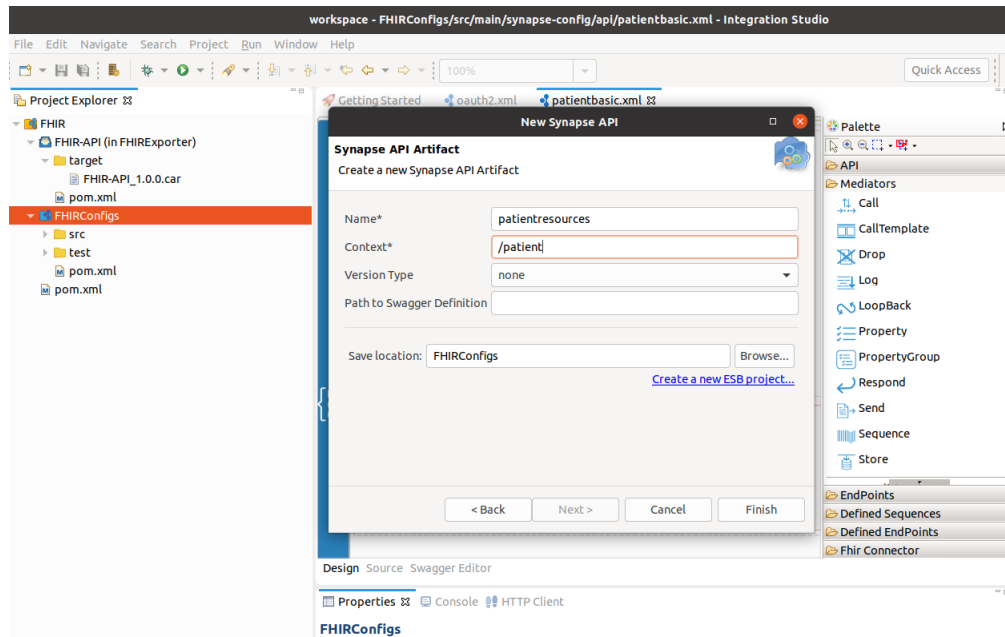 workspace - FHIRConfigs/src/main/synapse-config/api/patientbasic.xml - Integration Studio
File Edit Navigate Search Project Run Window Help
100%
Quick Access
Project Explorer
FHIR
FHIR-API (in FHIRExporter)
target
FHIR-API_1.0.0.car
pom.xml
FHIRConfigs
src
test
pom.xml
pom.xml
Getting Started oauth2.xml patientbasic.xml
New Synapse API
Synapse API Artifact
Create a new Synapse API Artifact
Name* patientresources
Context* /patient
Version Type none
Path to Swagger Definition
Save location: FHIRConfigs Browse...
Create a new ESB project...
< Back Next > Cancel Finish
Palette
API
Mediators
Call
CallTemplate
Drop
Log
LoopBack
Property
PropertyGroup
Respond
Send
Sequence
Store
EndPoints
Defined Sequences
Defined EndPoints
Fhir Connector
Design Source Swagger Editor
Properties Console HTTP Client
FHIRConfigs